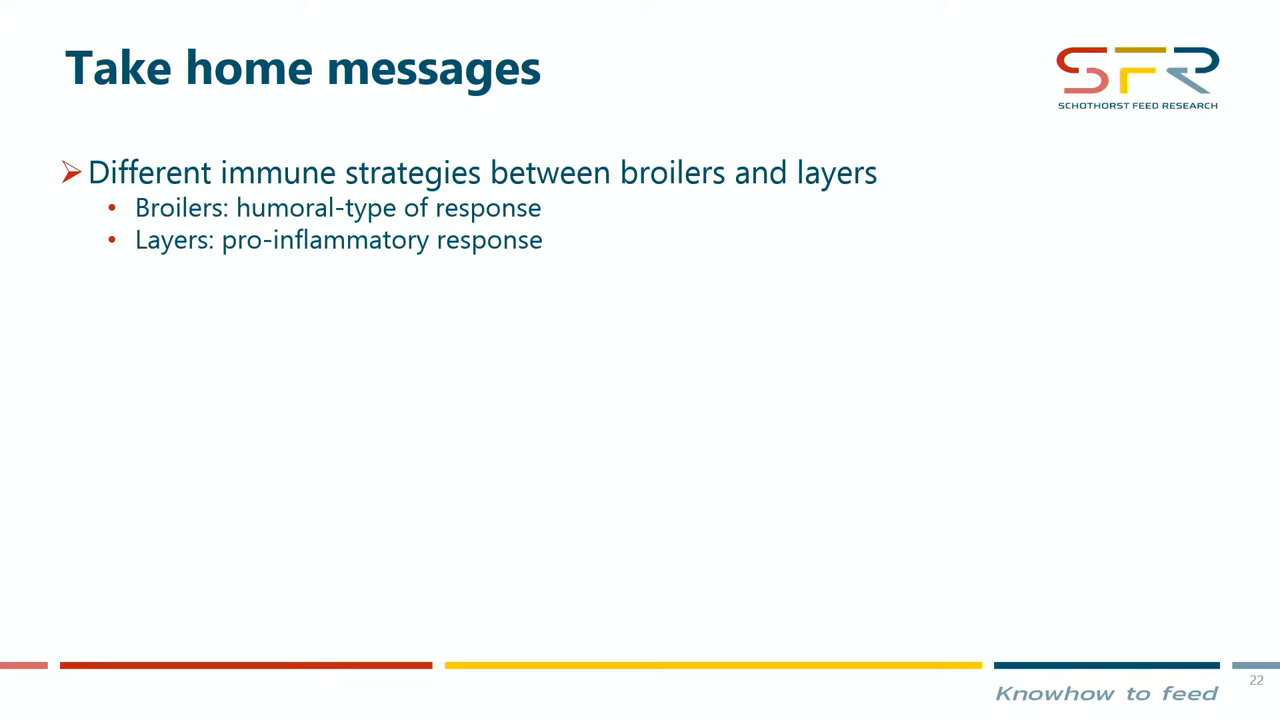 Take home messages
SFR
SCHOTHORST FEED RESEARCH
Different immune strategies between broilers and layers
Broilers: humoral-type of response
Layers: pro-inflammatory response
22
Knowhow to feed